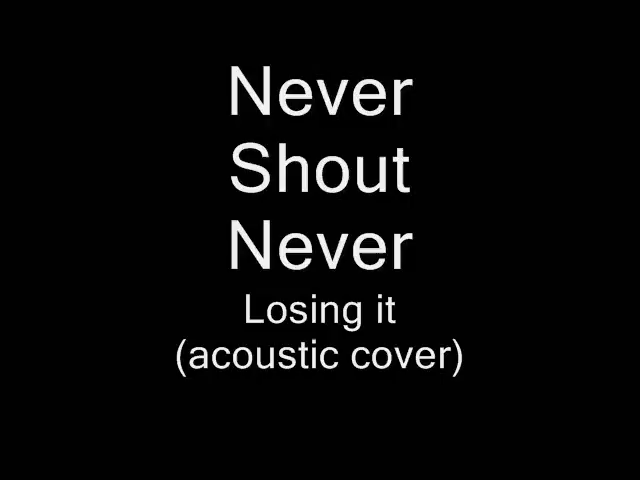 Never
Shout
Never
Losing it
(acoustic cover)